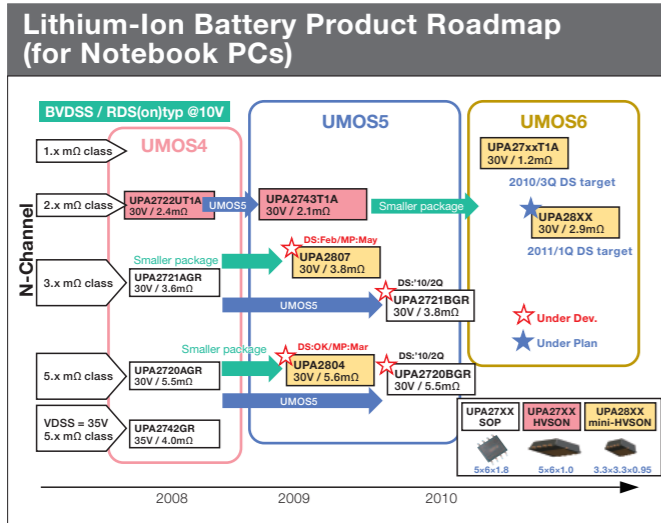 Lithium-Ion Battery Product Roadmap
(for Notebook PCs)
BVDSS / RDS(on)typ @10V
UMOS4
UMOS5
UMOS6
N-Channel
1.x mΩ class
UPA27xxT1A
30V / 1.2mΩ
2010/3Q DS target
2.x mΩ class
UPA2722UT1A
30V / 2.4mΩ
UMOS5
UPA2743T1A
30V / 2.1mΩ
Smaller package
UPA28XX
30V / 2.9mΩ
2011/1Q DS target
DS:Feb/MP:May
Smaller package
UPA2807
30V / 3.8mΩ
3.x mΩ class
UPA2721AGR
30V / 3.6mΩ
UMOS5
DS:'10/2Q
UPA2721BGR
30V / 3.8mΩ
Under Dev.
Under Plan
Smaller package
DS:OK/MP:Mar
UPA2804
30V / 5.6mΩ
5.x mΩ class
UPA2720AGR
30V / 5.5mΩ
UMOS5
DS:'10/2Q
UPA2720BGR
30V / 5.5mΩ
VDSS = 35V
5.x mΩ class
UPA2742GR
35V / 4.0mΩ
UPA27XX
SOP
5×6×1.8
UPA27XX
HVSON
5×6×1.0
UPA28XX
mini-HVSON
3.3×3.3×0.95
2008
2009
2010